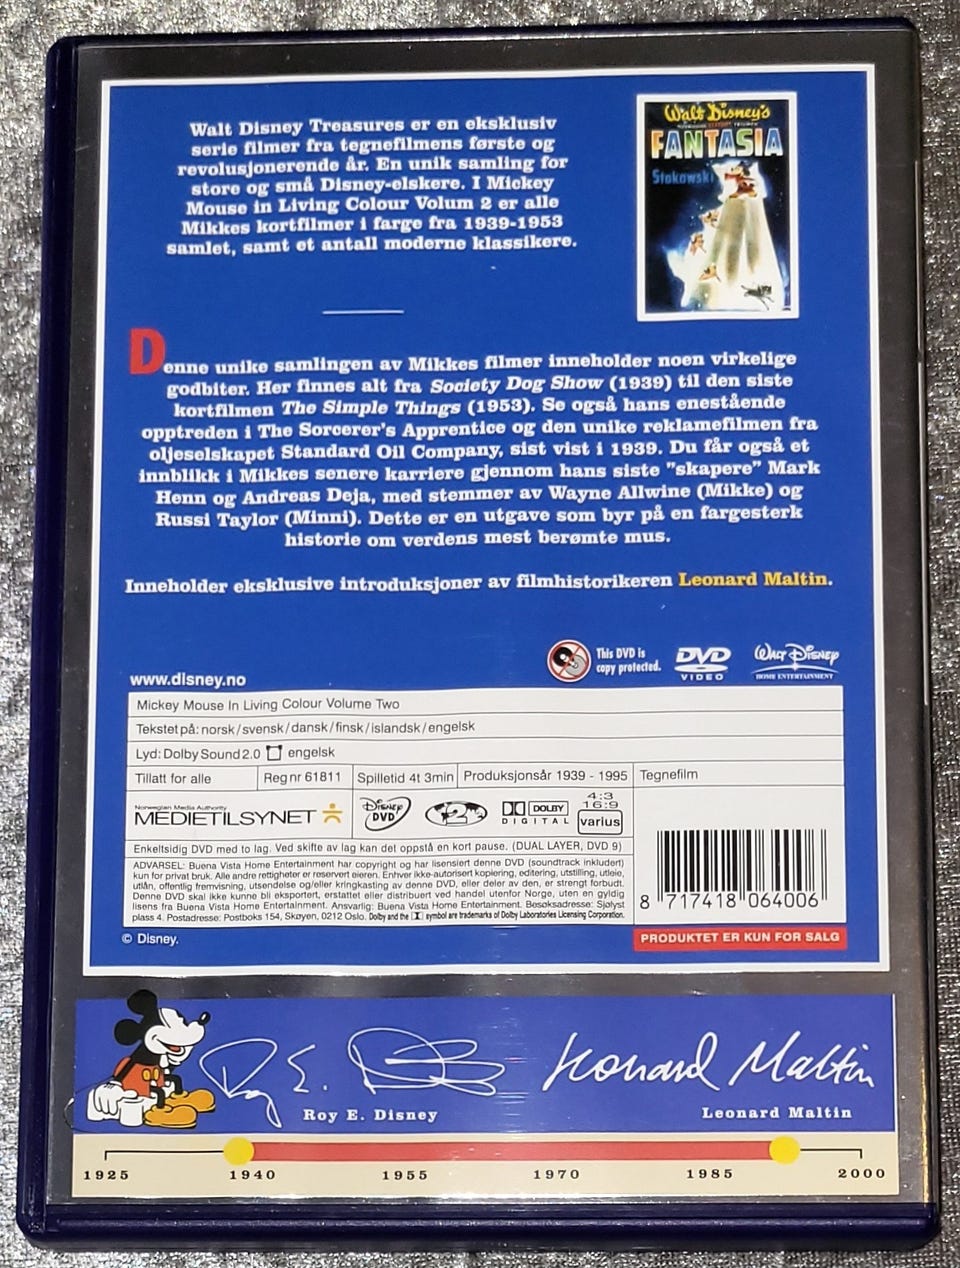 Walt Disney Treasures er en eksklusiv
serie filmer fra tegnefilmens første og
revolusjonerende år. En unik samling for
store og små Disney-elskere. I Mickey
Mouse in Living Colour Volum 2 er alle
Mikkes kortfilmer i farge fra 1939-1953
samlet, samt et antall moderne klassikere.
Walt Disney's
FANTASIA
Stokowski
Denne unike samlingen av Mikkes filmer inneholder noen virkelige
godbiter. Her finnes alt fra Society Dog Show (1939) til den siste
kortfilmen The Simple Things (1953). Se også hans enestående
opptreden i The Sorcerer's Apprentice og den unike reklamefilmen fra
oljeselskapet Standard Oil Company, sist vist i 1939. Du får også et
innblikk i Mikkes senere karriere gjennom hans siste "skapere" Mark
Henn og Andreas Deja, med stemmer av Wayne Allwine (Mikke) og
Russi Taylor (Minni). Dette er en utgave som byr på en fargesterk
historie om verdens mest berømte mus.
Inneholder eksklusive introduksjoner av filmhistorikeren Leonard Maltin.
This DVD is
copy protected.
DVD
VIDEO
Walt Disney
HOME ENTERTAINMENT
www.disney.no
Mickey Mouse In Living Colour Volume Two
Tekstet på: norsk/svensk/dansk/finsk/islandsk/engelsk
Lyd: Dolby Sound 2.0 engelsk
Tillatt for alle Reg nr 61811 Spilletid 4t 3min Produksjonsår 1939 - 1995 Tegnefilm
Norwegian Media Authority
MEDIETILSYNET
Disney
DVD
2
DOLBY
DIGITAL
4:3
16:9
varius
Enkeltsidig DVD med to lag. Ved skifte av lag kan det oppstå en kort pause. (DUAL LAYER, DVD 9)
ADVARSEL: Buena Vista Home Entertainment har copyright og har lisensiert denne DVD (soundtrack inkludert)
kun for privat bruk. Alle andre rettigheter er reservert eieren. Enhver ikke-autorisert kopiering, editering, utstilling, utleie,
utlån, offentlig fremvisning, utsendelse og/eller kringkasting av denne DVD, eller deler av den, er strengt forbudt.
Denne DVD skal ikke kunne bli eksportert, erstattet eller distribuert ved handel utenfor Norge, uten en gyldig
lisens fra Buena Vista Home Entertainment. Ansvarlig: Buena Vista Home Entertainment. Besøksadresse: Sjølyst
plass 4. Postadresse: Postboks 154, Skøyen, 0212 Oslo. Dolby and the symbol are trademarks of Dolby Laboratories Licensing Corporation.
8 717418 064006
© Disney.
PRODUKTET ER KUN FOR SALG
Roy E. Disney
Leonard Maltin
Roy E. Disney
Leonard Maltin
1925 1940 1955 1970 1985 2000